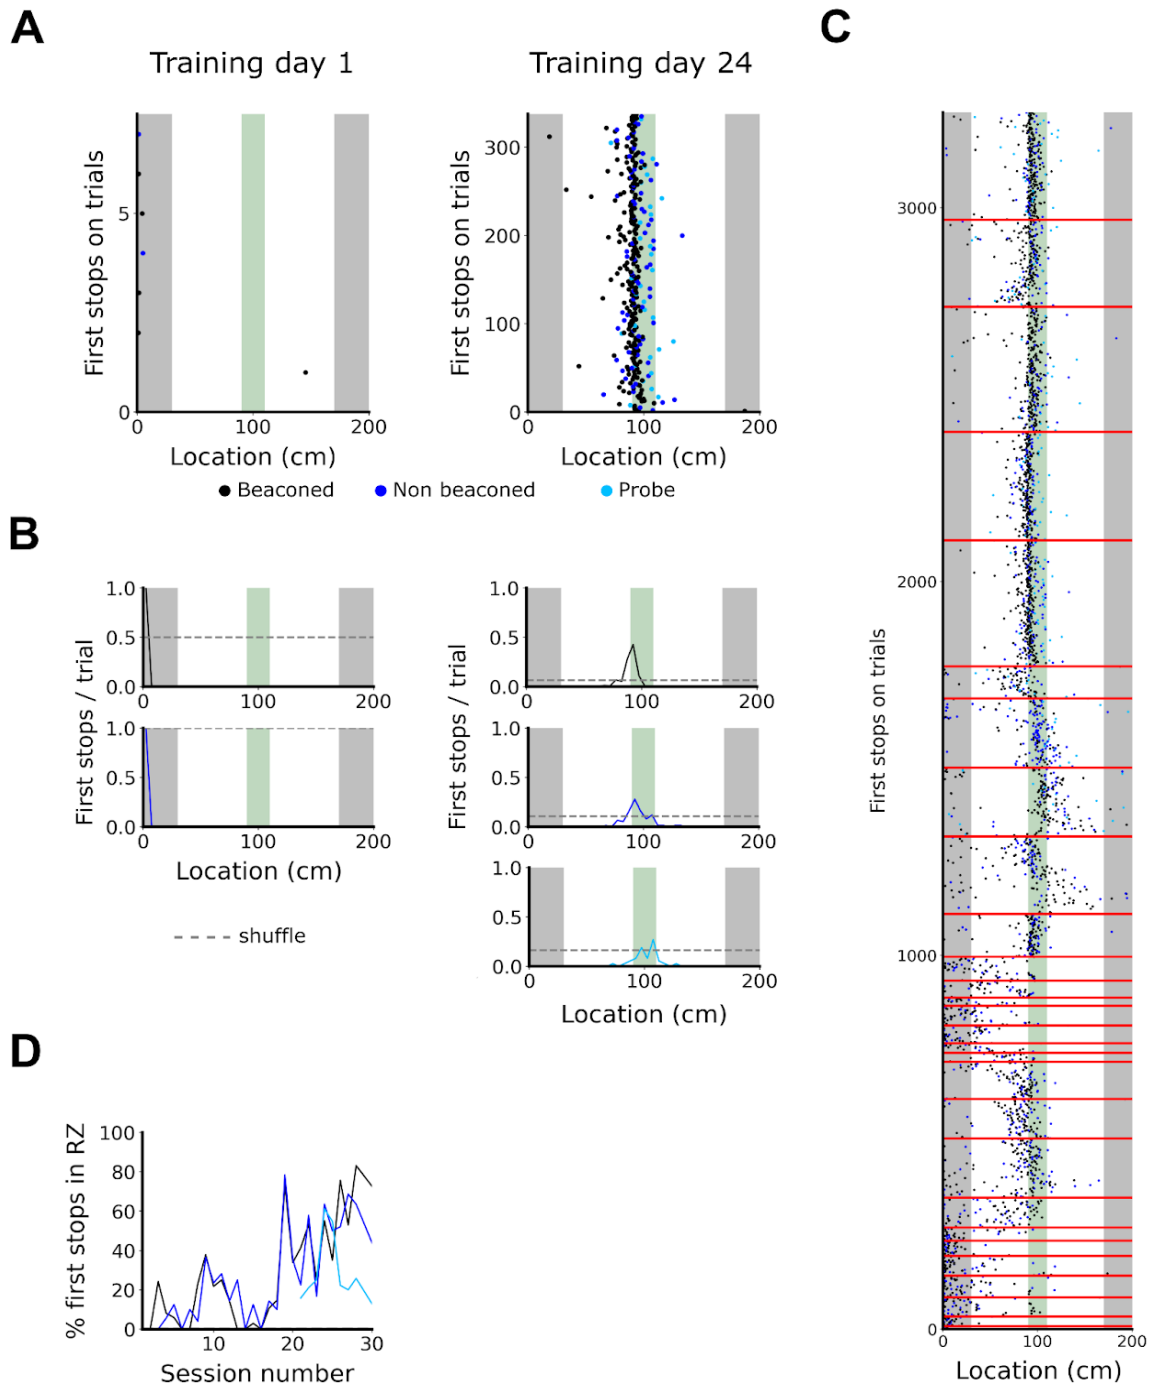 A
C
Training day 1
Training day 24
First stops on trials
5
0
0
100
200
Location (cm)
First stops on trials
300
200
100
0
0
100
200
Location (cm)
Beaconed
Non beaconed
Probe
B
First stops / trial
1.0
0.5
0.0
0
100
200
1.0
0.5
0.0
0
100
200
Location (cm)
shuffle
First stops / trial
1.0
0.5
0.0
0
100
200
1.0
0.5
0.0
0
100
200
1.0
0.5
0.0
0
100
200
Location (cm)
First stops on trials
3000
2000
1000
0
0
100
200
Location (cm)
D
% first stops in RZ
100
80
60
40
20
0
10
20
30
Session number